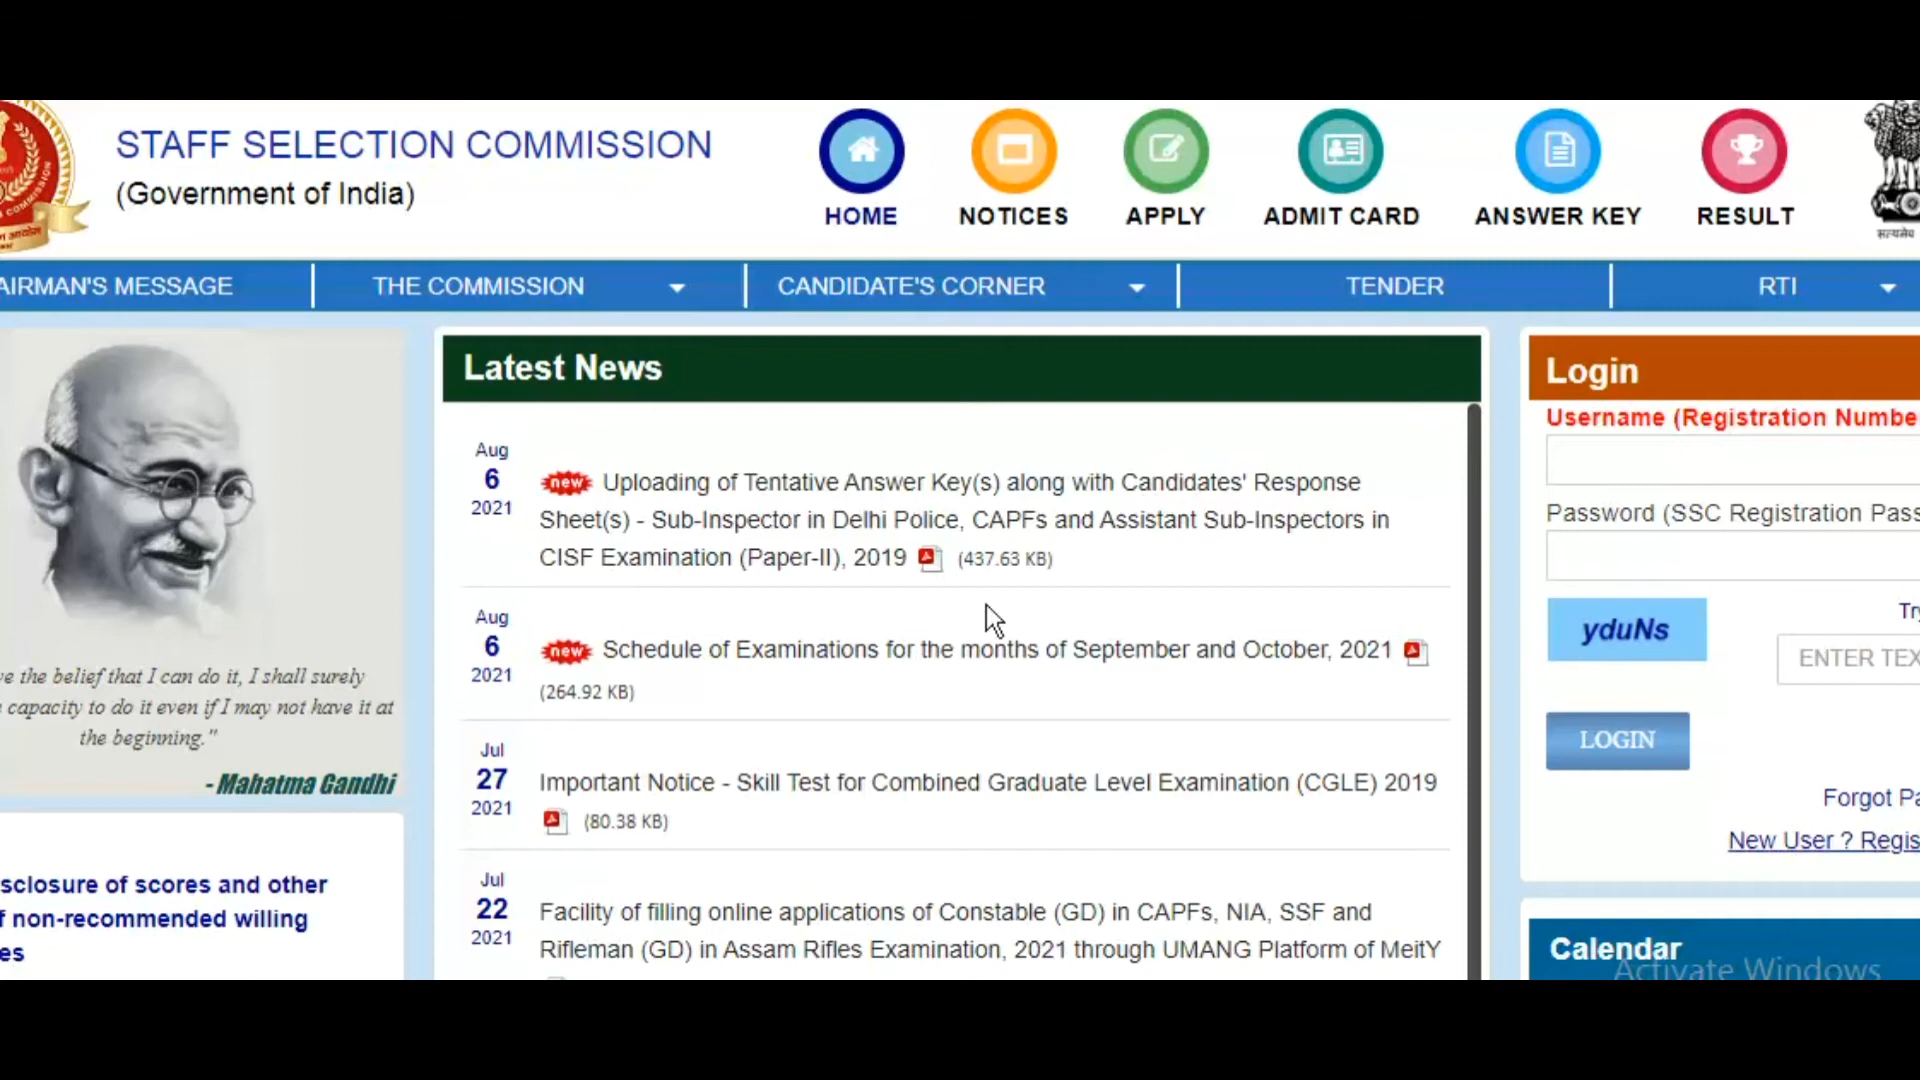 STAFF SELECTION COMMISSION
(Government of India)
HOME
NOTICES
APPLY
ADMIT CARD
ANSWER KEY
RESULT
AIRMAN'S MESSAGE
THE COMMISSION
CANDIDATE'S CORNER
TENDER
RTI
ve the belief that I can do it, I shall surely
capacity to do it even if I may not have it at
the beginning."
- Mahatma Gandhi
sclosure of scores and other
f non-recommended willing
es
Latest News
Aug
6
2021
new Uploading of Tentative Answer Key(s) along with Candidates' Response
Sheet(s) - Sub-Inspector in Delhi Police, CAPFs and Assistant Sub-Inspectors in
CISF Examination (Paper-II), 2019 (437.63 KB)
Aug
6
2021
new Schedule of Examinations for the months of September and October, 2021
(264.92 KB)
Jul
27
2021
Important Notice - Skill Test for Combined Graduate Level Examination (CGLE) 2019
(80.38 KB)
Jul
22
2021
Facility of filling online applications of Constable (GD) in CAPFs, NIA, SSF and
Rifleman (GD) in Assam Rifles Examination, 2021 through UMANG Platform of MeitY
Login
Username (Registration Numbe
Password (SSC Registration Pass
yduNs
Try
ENTER TEX
LOGIN
Forgot Pa
New User ? Regis
Calendar
Activate Windows